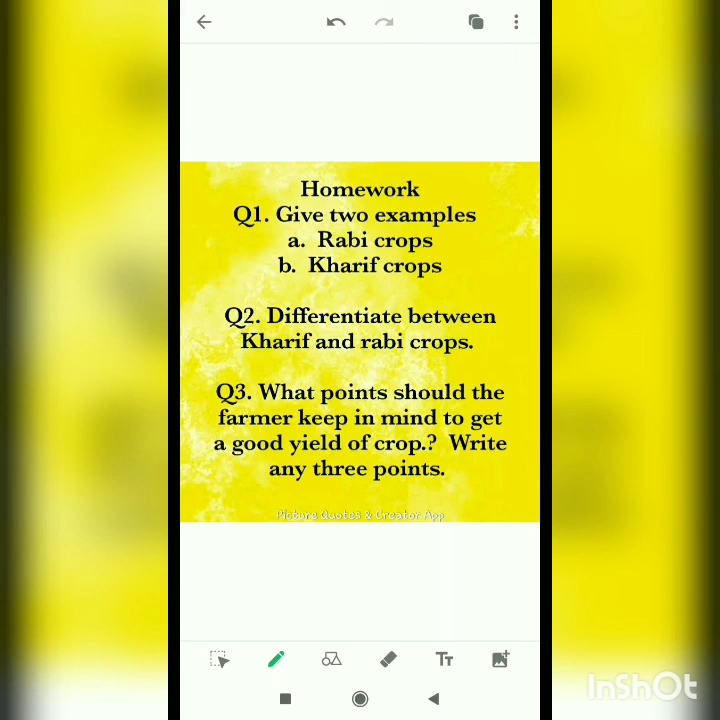 Homework
Q1. Give two examples
a. Rabi crops
b. Kharif crops
Q2. Differentiate between
Kharif and rabi crops.
Q3. What points should the
farmer keep in mind to get
a good yield of crop.? Write
any three points.
Picture Quotes & Creator App
TT
InShOt